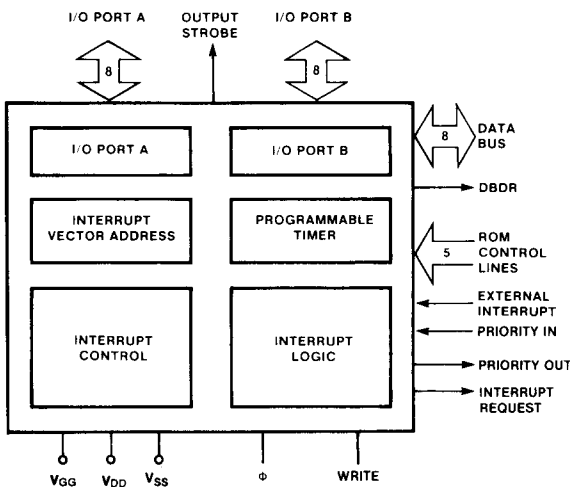 I/O PORT A
OUTPUT
STROBE
I/O PORT B
8
8
I/O PORT A
I/O PORT B
8
DATA
BUS
DBDR
INTERRUPT
VECTOR ADDRESS
PROGRAMMABLE
TIMER
5
ROM
CONTROL
LINES
EXTERNAL
INTERRUPT
PRIORITY IN
INTERRUPT
CONTROL
INTERRUPT
LOGIC
PRIORITY OUT
INTERRUPT
REQUEST
VGG
VDD
VSS
Φ
WRITE